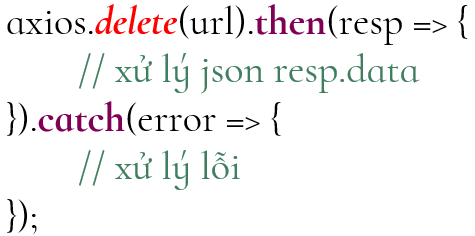 axios.delete(url).then(resp => {
// xử lý json resp.data
}).catch(error => {
// xử lý lỗi
});